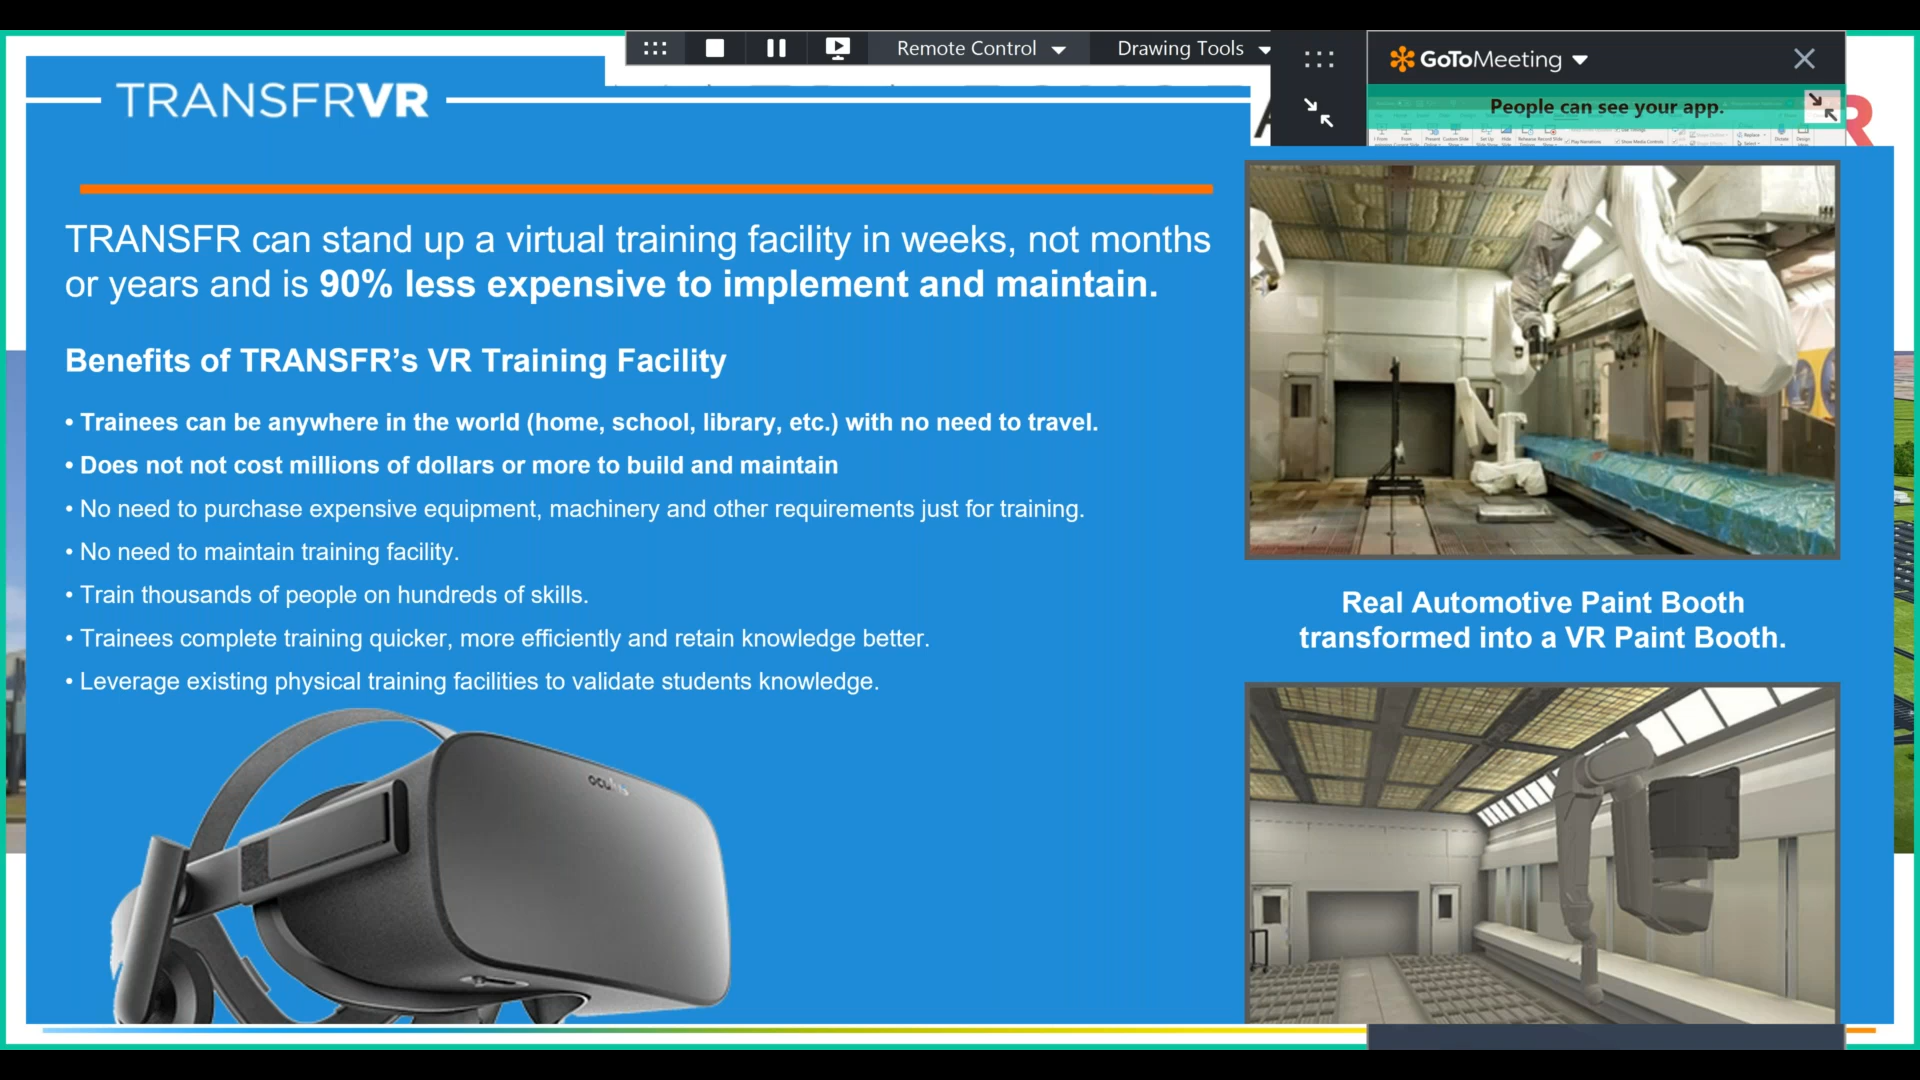 Remote Control
Drawing Tools
GoToMeeting
People can see your app.
TRANSFRVR
TRANSFR can stand up a virtual training facility in weeks, not months
or years and is 90% less expensive to implement and maintain.
Benefits of TRANSFR’s VR Training Facility
• Trainees can be anywhere in the world (home, school, library, etc.) with no need to travel.
• Does not not cost millions of dollars or more to build and maintain
• No need to purchase expensive equipment, machinery and other requirements just for training.
• No need to maintain training facility.
• Train thousands of people on hundreds of skills.
• Trainees complete training quicker, more efficiently and retain knowledge better.
• Leverage existing physical training facilities to validate students knowledge.
Real Automotive Paint Booth
transformed into a VR Paint Booth.